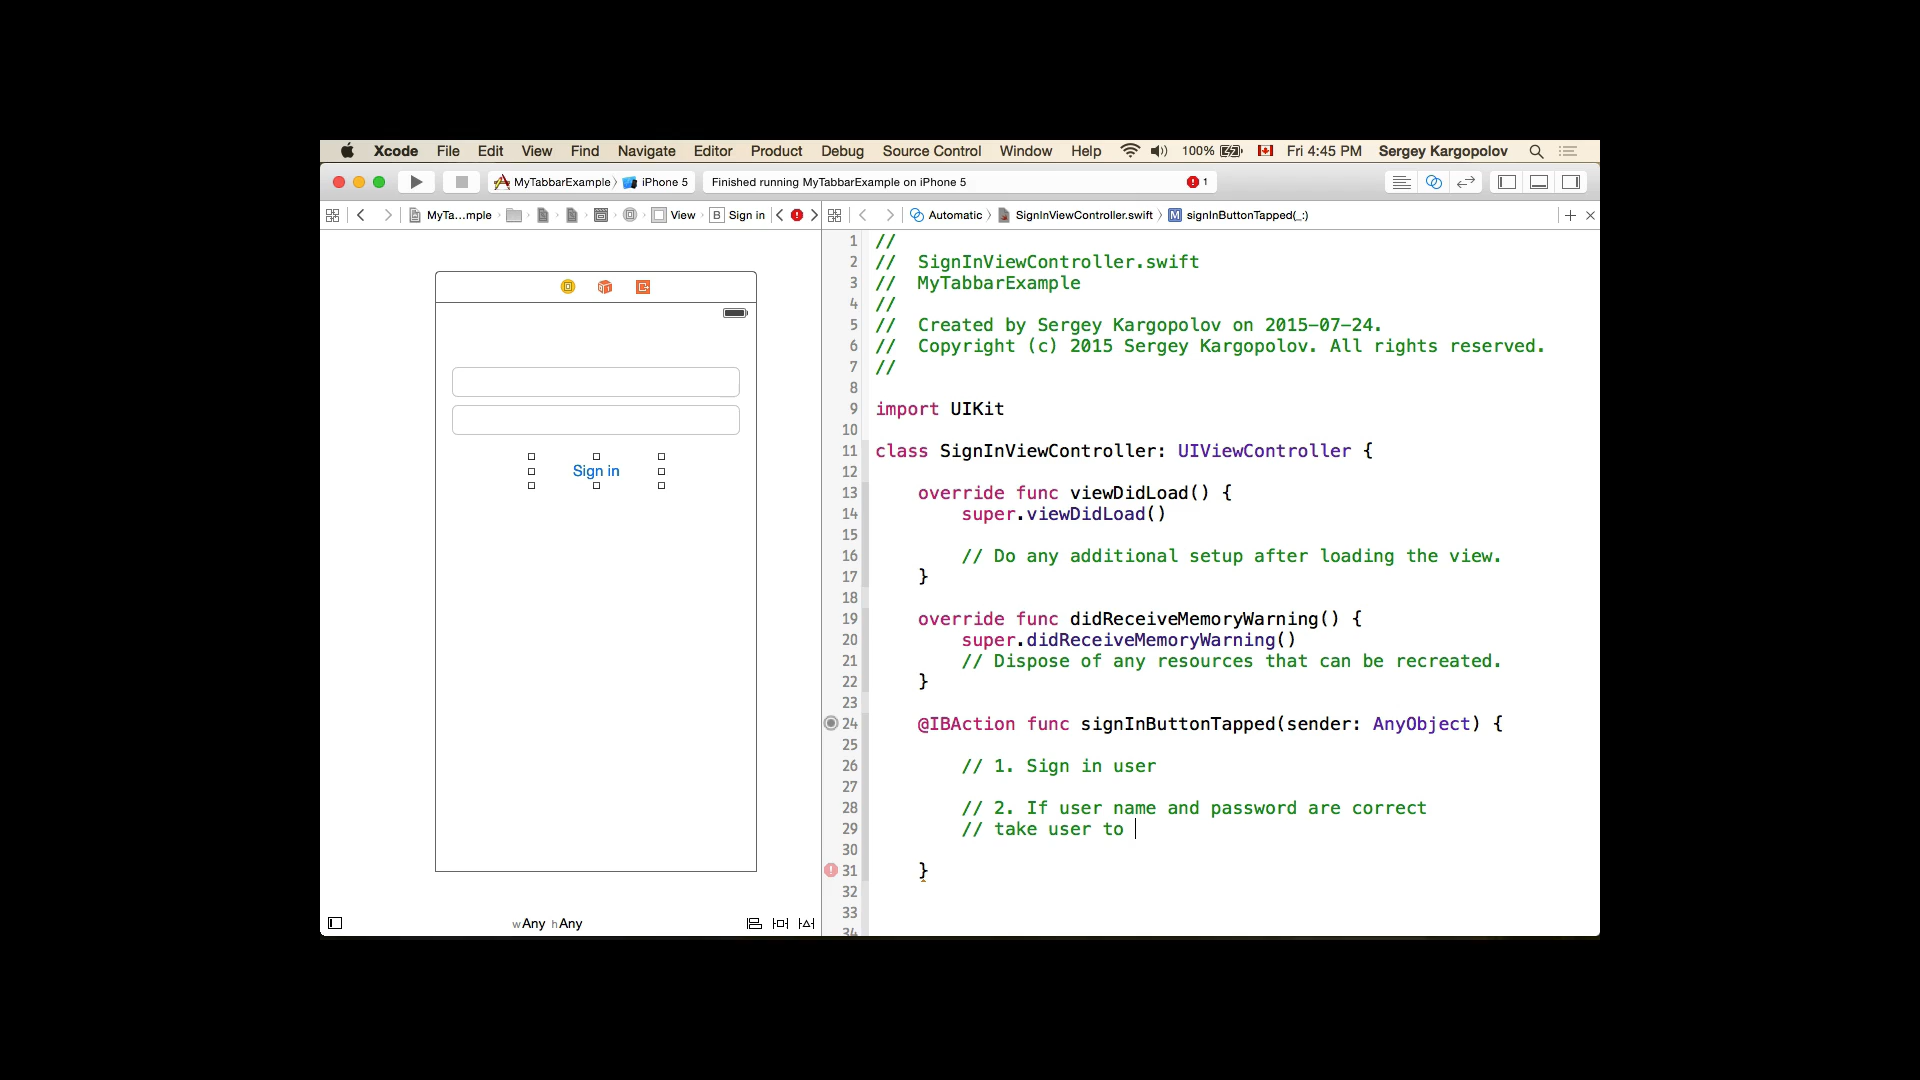 Xcode File Edit View Find Navigate Editor Product Debug Source Control Window Help 100% Fri 4:45 PM Sergey Kargopolov
MyTabbarExample iPhone 5 Finished running MyTabbarExample on iPhone 5 1
MyTa...mple View B Sign in Automatic SignInViewController.swift M signInButtonTapped(_:)
Sign in
wAny hAny
1 //
2 // SignInViewController.swift
3 // MyTabbarExample
4 //
5 // Created by Sergey Kargopolov on 2015-07-24.
6 // Copyright (c) 2015 Sergey Kargopolov. All rights reserved.
7 //
8
9 import UIKit
10
11 class SignInViewController: UIViewController {
12
13 override func viewDidLoad() {
14 super.viewDidLoad()
15
16 // Do any additional setup after loading the view.
17 }
18
19 override func didReceiveMemoryWarning() {
20 super.didReceiveMemoryWarning()
21 // Dispose of any resources that can be recreated.
22 }
23
24 @IBAction func signInButtonTapped(sender: AnyObject) {
25
26 // 1. Sign in user
27
28 // 2. If user name and password are correct
29 // take user to
30
31 }
32
33
34